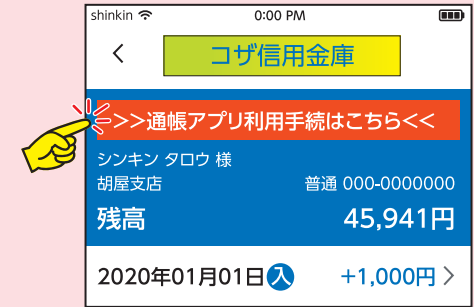 shinkin 0:00 PM
コザ信用金庫
>>通帳アプリ利用手続はこちら<<
シンキン タロウ 様
胡屋支店 普通 000-0000000
残高 45,941円
2020年01月01日 入 +1,000円